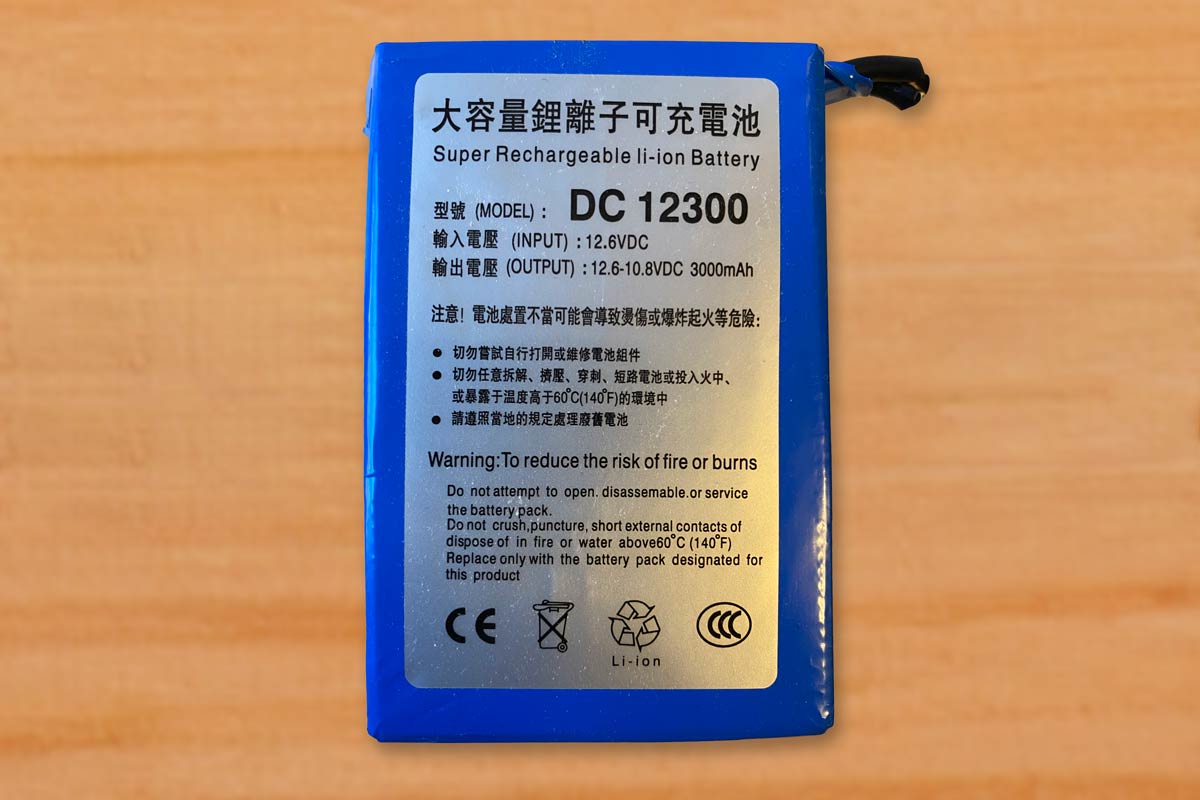 大容量鋰離子可充電池
Super Rechargeable li-ion Battery
型號 (MODEL) : DC 12300
輸入電壓 (INPUT) : 12.6VDC
輸出電壓 (OUTPUT) : 12.6-10.8VDC 3000mAh
注意! 電池處置不當可能會導致燙傷或爆炸起火等危險:
● 切勿嘗試自行打開或維修電池組件
● 切勿任意拆解、擠壓、穿刺、短路電池或投入火中、
或暴露于溫度高于60°C(140°F)的環境中
● 請遵照當地的規定處理廢舊電池
Warning:To reduce the risk of fire or burns
Do not attempt to open. disassemable.or service
the battery pack.
Do not crush,puncture, short external contacts of
dispose of in fire or water above60°C (140°F)
Replace only with the battery pack designated for
this product
CE
CCC
Li-ion